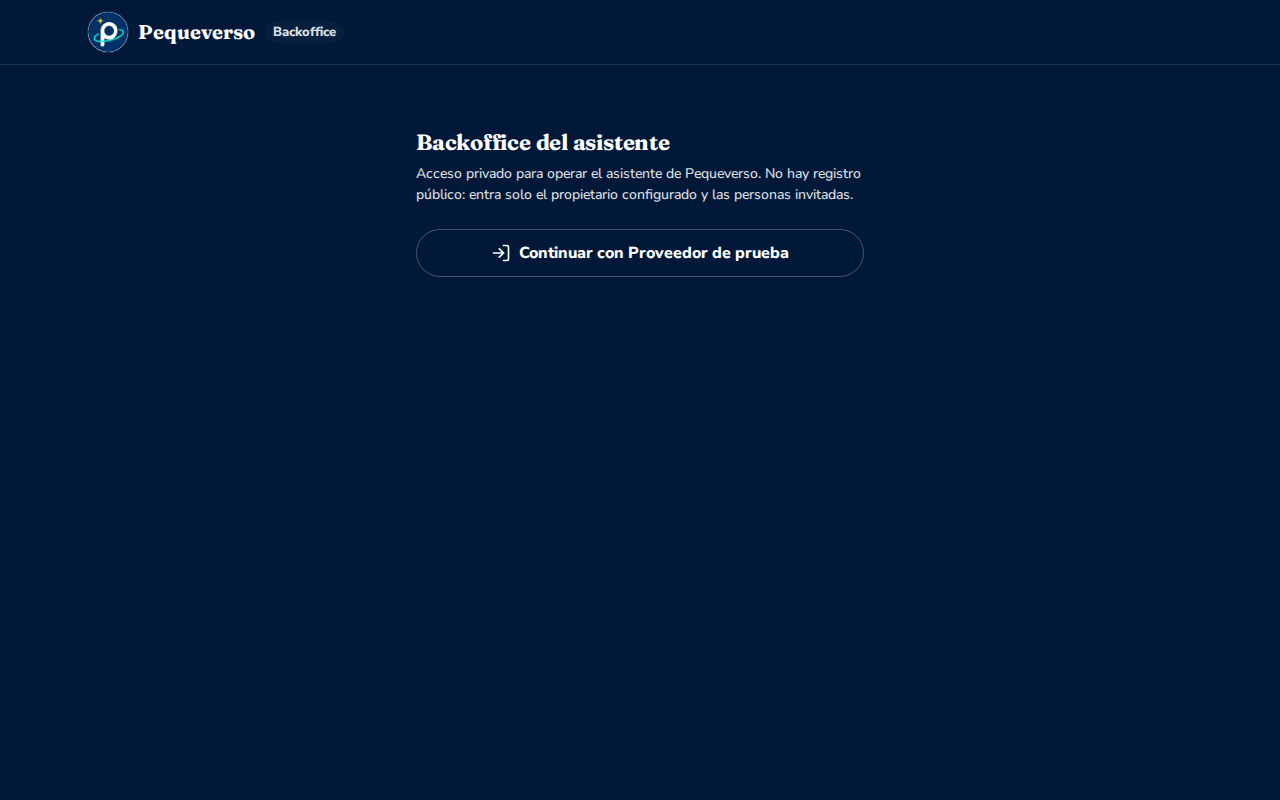 Pequeverso
Backoffice
Backoffice del asistente
Acceso privado para operar el asistente de Pequeverso. No hay registro
público: entra solo el propietario configurado y las personas invitadas.
Continuar con Proveedor de prueba